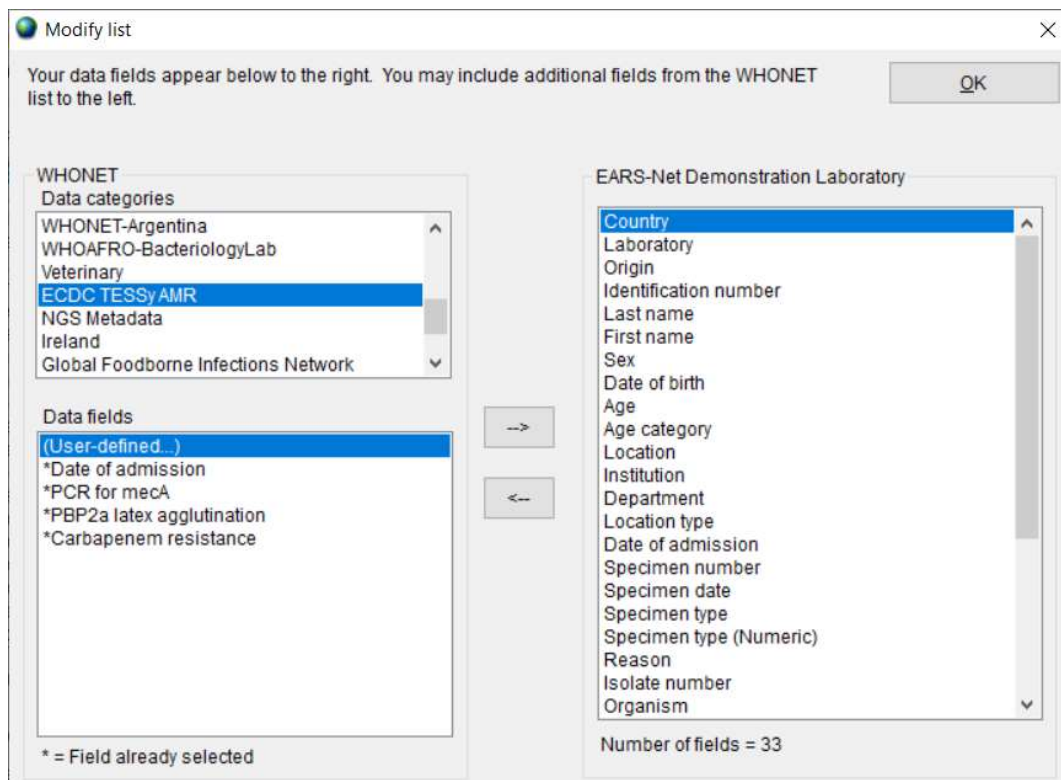 Modify list
Your data fields appear below to the right. You may include additional fields from the WHONET
list to the left.
OK
WHONET
Data categories
WHONET-Argentina
WHOAFRO-BacteriologyLab
Veterinary
ECDC TESSy AMR
NGS Metadata
Ireland
Global Foodborne Infections Network
Data fields
(User-defined...)
*Date of admission
*PCR for mecA
*PBP2a latex agglutination
*Carbapenem resistance
* = Field already selected
-->
<--
EARS-Net Demonstration Laboratory
Country
Laboratory
Origin
Identification number
Last name
First name
Sex
Date of birth
Age
Age category
Location
Institution
Department
Location type
Date of admission
Specimen number
Specimen date
Specimen type
Specimen type (Numeric)
Reason
Isolate number
Organism
Number of fields = 33